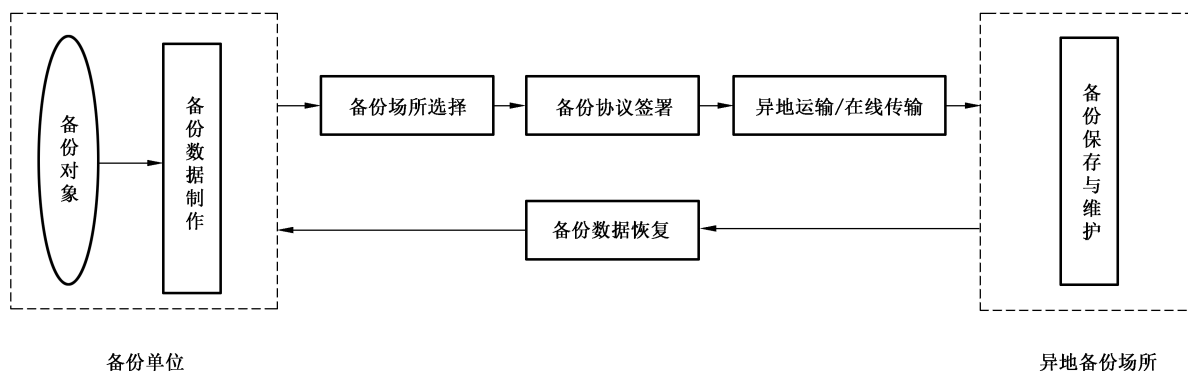 备份对象
备份数据制作
备份场所选择
备份协议签署
异地运输/在线传输
备份保存与维护
备份数据恢复
备份单位
异地备份场所